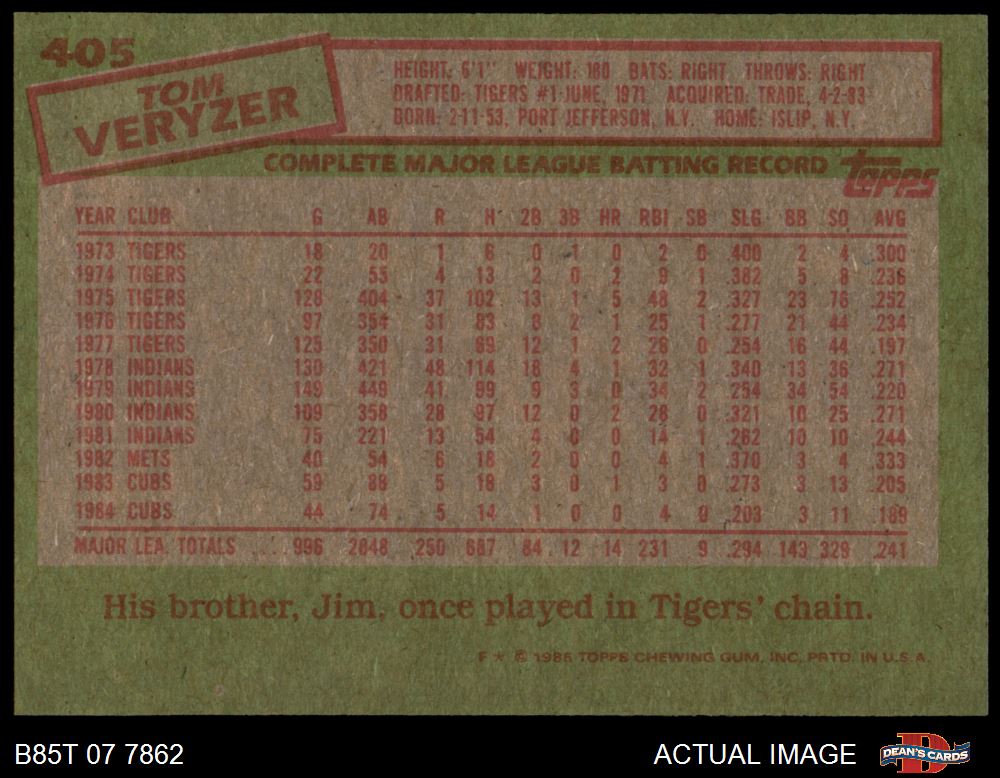 405
TOM
VERYZER
HEIGHT: 6'1" WEIGHT: 180 BATS: RIGHT THROWS: RIGHT
DRAFTED: TIGERS #1-JUNE, 1971 ACQUIRED: TRADE, 4-2-83
BORN: 2-11-53, PORT JEFFERSON, N.Y. HOME: ISLIP, N.Y.
COMPLETE MAJOR LEAGUE BATTING RECORD
topps
YEAR CLUB G AB R H 2B 3B HR RBI SB SLG BB SO AVG
1973 TIGERS 18 20 1 6 0 1 0 2 0 .400 2 4 .300
1974 TIGERS 22 55 4 13 2 0 2 9 1 .382 5 8 .236
1975 TIGERS 128 404 37 102 13 1 5 48 2 .327 23 76 .252
1976 TIGERS 97 354 31 83 8 2 1 25 1 .277 21 44 .234
1977 TIGERS 125 350 31 69 12 1 2 28 0 .254 16 44 .197
1978 INDIANS 130 421 48 114 18 4 1 32 1 .340 13 36 .271
1979 INDIANS 149 449 41 99 9 3 0 34 2 .254 34 54 .220
1980 INDIANS 109 358 28 97 12 0 2 28 0 .321 10 25 .271
1981 INDIANS 75 221 13 54 4 0 0 14 1 .262 10 10 .244
1982 METS 40 54 6 18 2 0 0 4 1 .370 3 4 .333
1983 CUBS 59 88 5 18 3 0 1 3 0 .273 3 13 .205
1984 CUBS 44 74 5 14 1 0 0 4 0 .203 3 11 .189
MAJOR LEA. TOTALS .... 996 2848 250 687 84 12 14 231 9 .294 143 329 .241
His brother, Jim, once played in Tigers' chain.
F ★ © 1985 TOPPS CHEWING GUM, INC. PRTD. IN U.S.A.
B85T 07 7862
ACTUAL IMAGE
D
DEAN'S CARDS